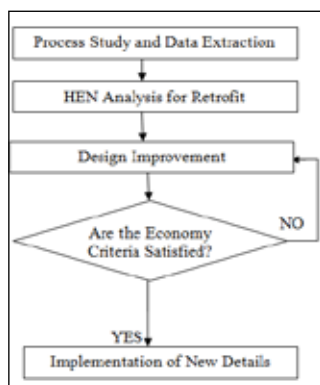 Process Study and Data Extraction
HEN Analysis for Retrofit
Design Improvement
Are the Economy
Criteria Satisfied?
NO
YES
Implementation of New Details